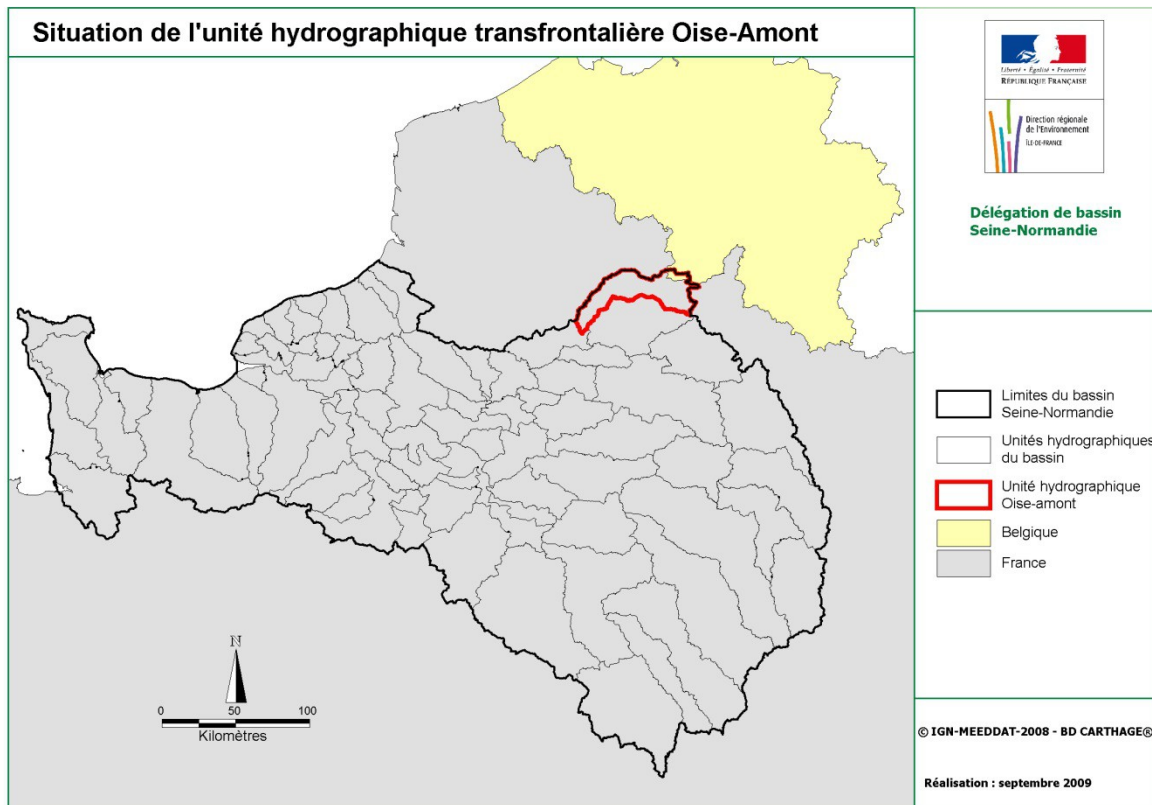 Situation de l'unité hydrographique transfrontalière Oise-Amont
Liberté • Égalité • Fraternité
RÉPUBLIQUE FRANÇAISE
Direction régionale
de l'Environnement
ÎLE-DE-FRANCE
Délégation de bassin
Seine-Normandie
Limites du bassin
Seine-Normandie
Unités hydrographiques
du bassin
Unité hydrographique
Oise-amont
Belgique
France
N
0 50 100
Kilomètres
© IGN-MEEDDAT-2008 - BD CARTHAGE®
Réalisation : septembre 2009